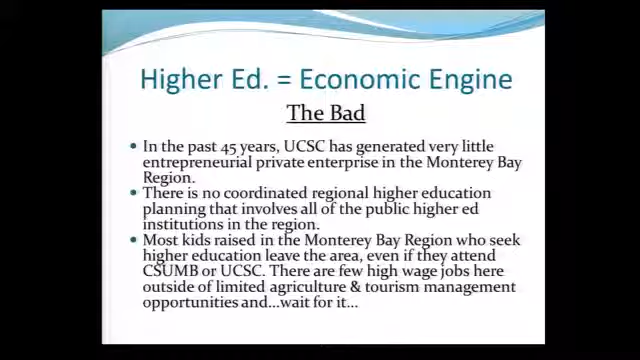 Higher Ed. = Economic Engine
The Bad
• In the past 45 years, UCSC has generated very little
entrepreneurial private enterprise in the Monterey Bay
Region.
• There is no coordinated regional higher education
planning that involves all of the public higher ed
institutions in the region.
• Most kids raised in the Monterey Bay Region who seek
higher education leave the area, even if they attend
CSUMB or UCSC. There are few high wage jobs here
outside of limited agriculture & tourism management
opportunities and...wait for it...